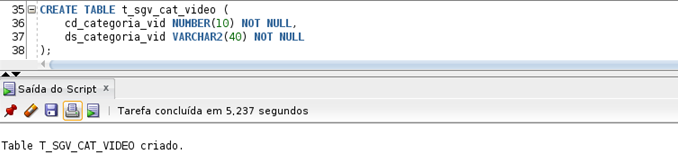 35 CREATE TABLE t_sgv_cat_video (
36 cd_categoria_vid NUMBER(10) NOT NULL,
37 ds_categoria_vid VARCHAR2(40) NOT NULL
38 );
Saída do Script x
Tarefa concluída em 5,237 segundos
Table T_SGV_CAT_VIDEO criado.